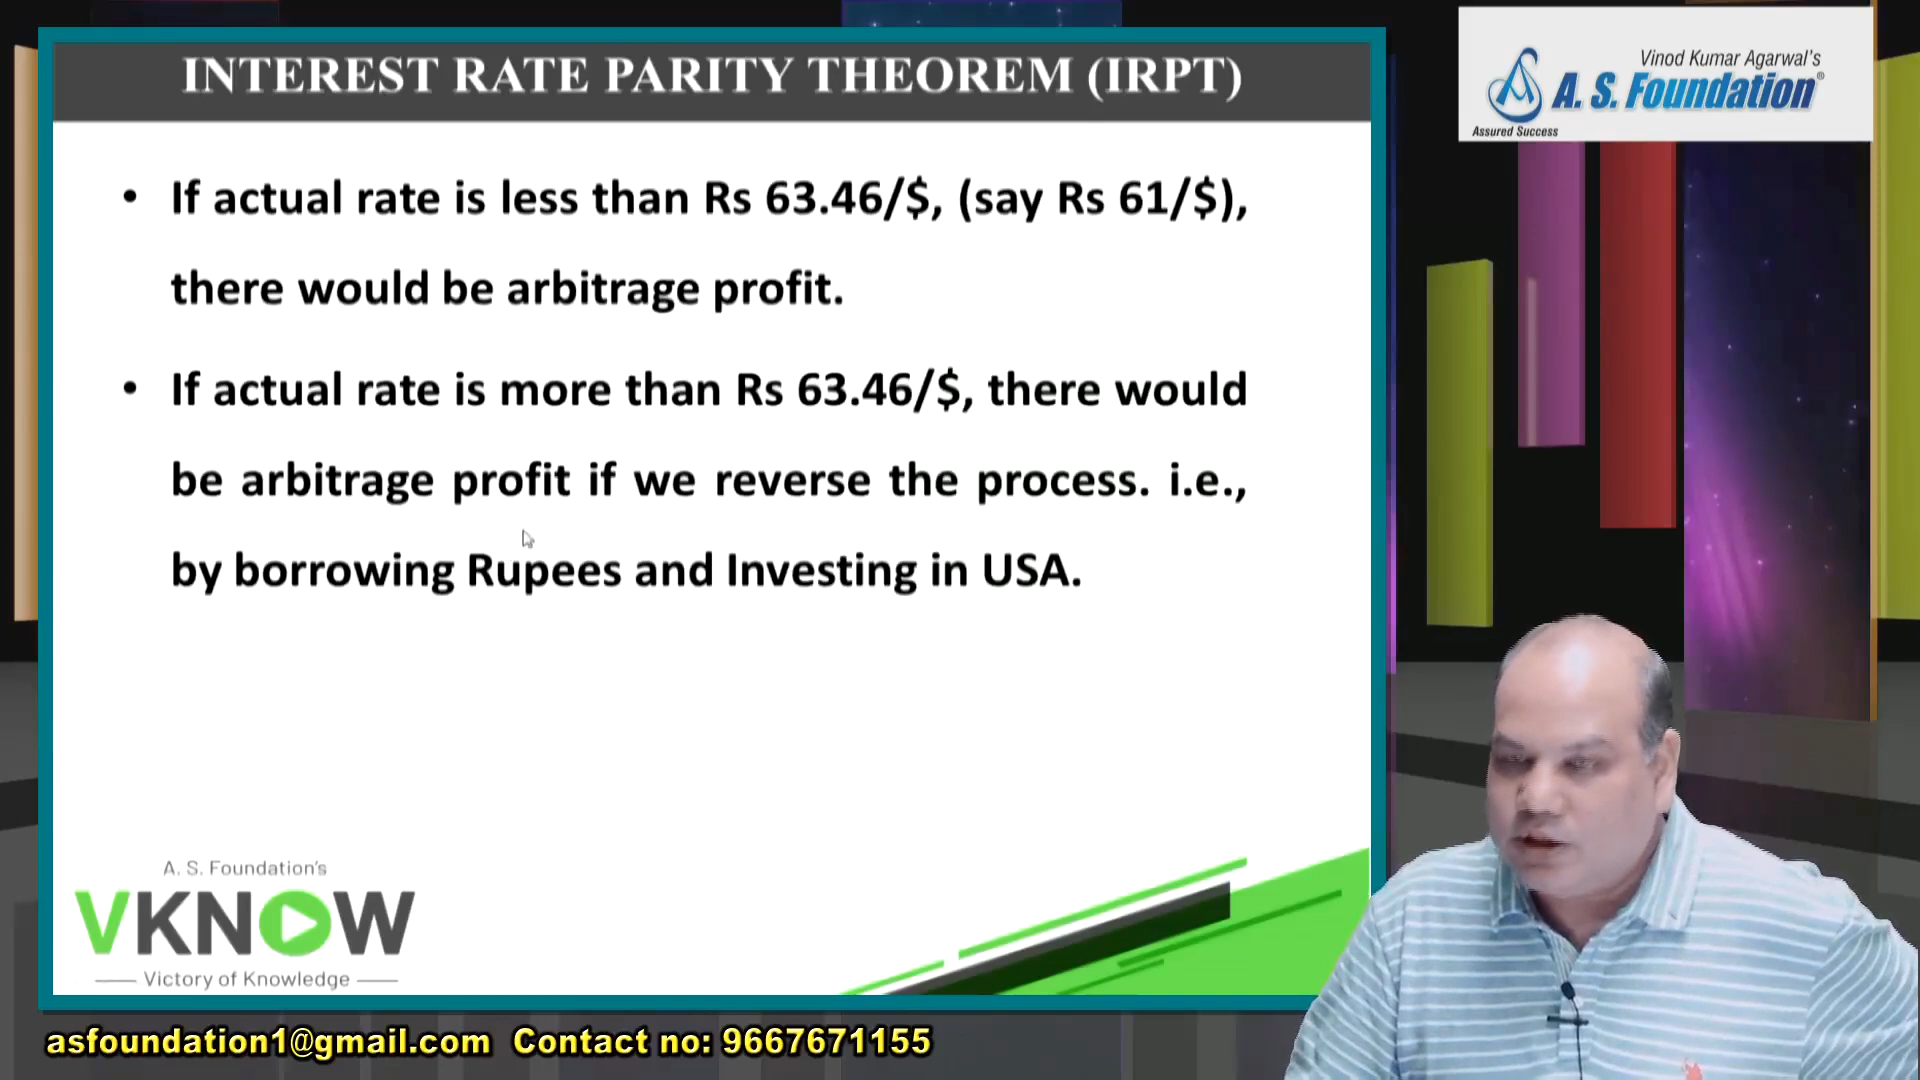 INTEREST RATE PARITY THEOREM (IRPT)
Vinod Kumar Agarwal's
A. S. Foundation®
Assured Success
• If actual rate is less than Rs 63.46/$, (say Rs 61/$),
there would be arbitrage profit.
• If actual rate is more than Rs 63.46/$, there would
be arbitrage profit if we reverse the process. i.e.,
by borrowing Rupees and Investing in USA.
A. S. Foundation's
VKNOW
Victory of Knowledge
asfoundation1@gmail.com Contact no: 9667671155